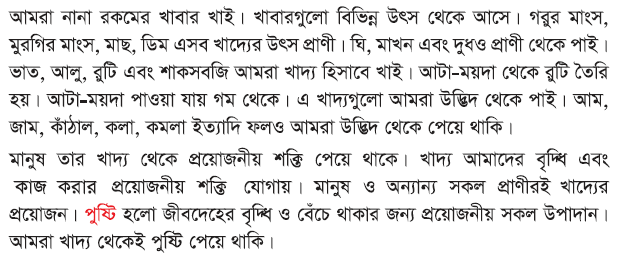 আমরা নানা রকমের খাবার খাই। খাবারগুলো বিভিন্ন উৎস থেকে আসে। গরুর মাংস,
মুরগির মাংস, মাছ, ডিম এসব খাদ্যের উৎস প্রাণী। ঘি, মাখন এবং দুধও প্রাণী থেকে পাই।
ভাত, আলু, রুটি এবং শাকসবজি আমরা খাদ্য হিসাবে খাই। আটা-ময়দা থেকে রুটি তৈরি
হয়। আটা-ময়দা পাওয়া যায় গম থেকে। এ খাদ্যগুলো আমরা উদ্ভিদ থেকে পাই। আম,
জাম, কাঁঠাল, কলা, কমলা ইত্যাদি ফলও আমরা উদ্ভিদ থেকে পেয়ে থাকি।
মানুষ তার খাদ্য থেকে প্রয়োজনীয় শক্তি পেয়ে থাকে। খাদ্য আমাদের বৃদ্ধি এবং
কাজ করার প্রয়োজনীয় শক্তি যোগায়। মানুষ ও অন্যান্য সকল প্রাণীরই খাদ্যের
প্রয়োজন। পুষ্টি হলো জীবদেহের বৃদ্ধি ও বেঁচে থাকার জন্য প্রয়োজনীয় সকল উপাদান।
আমরা খাদ্য থেকেই পুষ্টি পেয়ে থাকি।